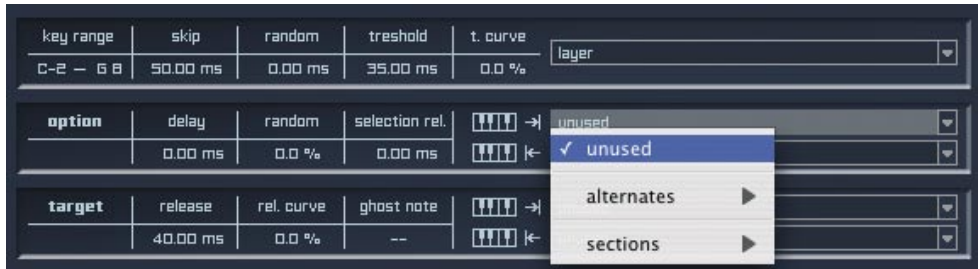 key range skip random treshold t. curve
layer
C-2 – G 8 50.00 ms 0.00 ms 35.00 ms 0.0 %
option delay random selection rel. unused
0.00 ms 0.0 % 0.00 ms
✓ unused
alternates
target release rel. curve ghost note
40.00 ms 0.0 % --
sections